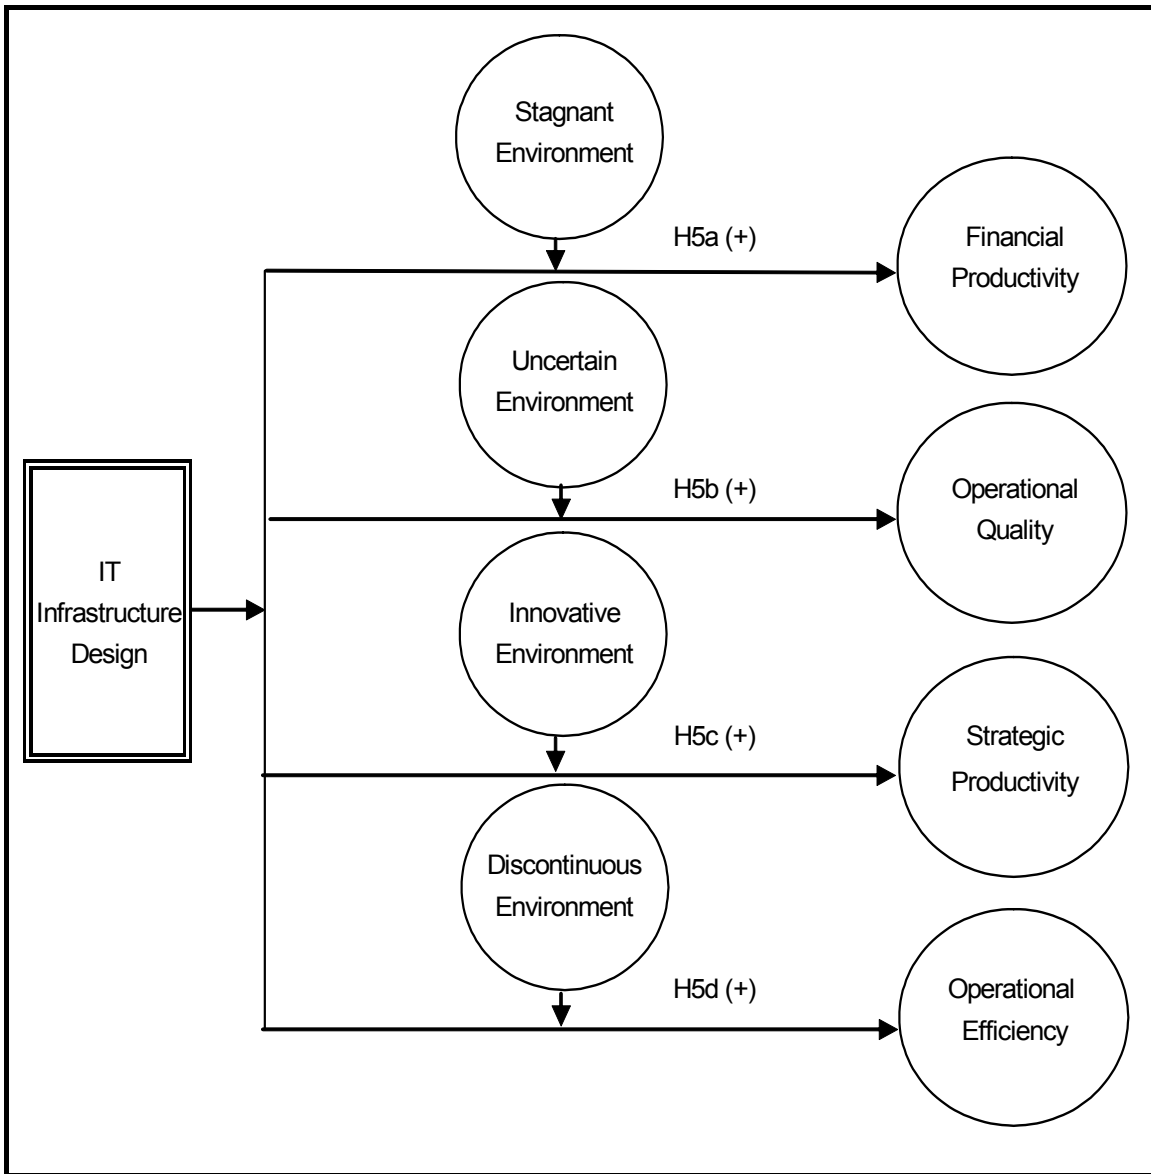 Stagnant
Environment
H5a (+)
Financial
Productivity
Uncertain
Environment
H5b (+)
Operational
Quality
IT
Infrastructure
Design
Innovative
Environment
H5c (+)
Strategic
Productivity
Discontinuous
Environment
H5d (+)
Operational
Efficiency